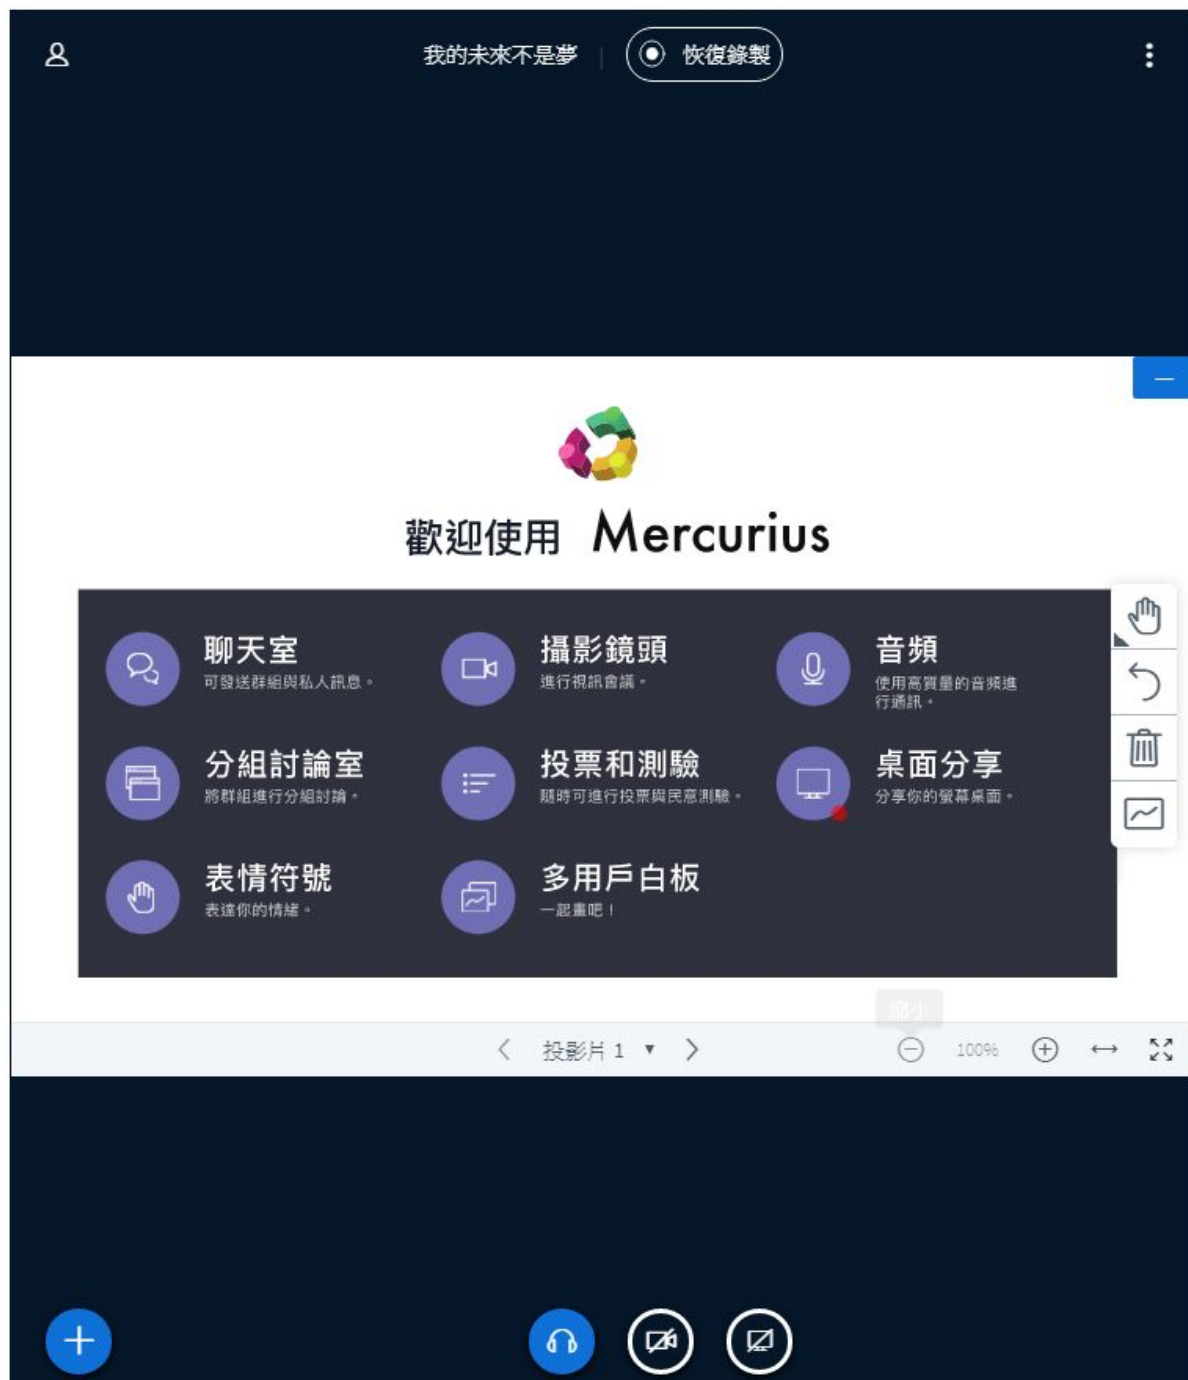 我的未來不是夢
恢復錄製
歡迎使用 Mercurius
聊天室
可發送群組與私人訊息。
攝影鏡頭
進行視訊會議。
音頻
使用高質量的音頻進
行通訊。
分組討論室
將群組進行分組討論。
投票和測驗
隨時可進行投票與民意測驗。
桌面分享
分享你的螢幕桌面。
表情符號
表達你的情緒。
多用戶白板
一起畫吧!
縮小
投影片 1
100%